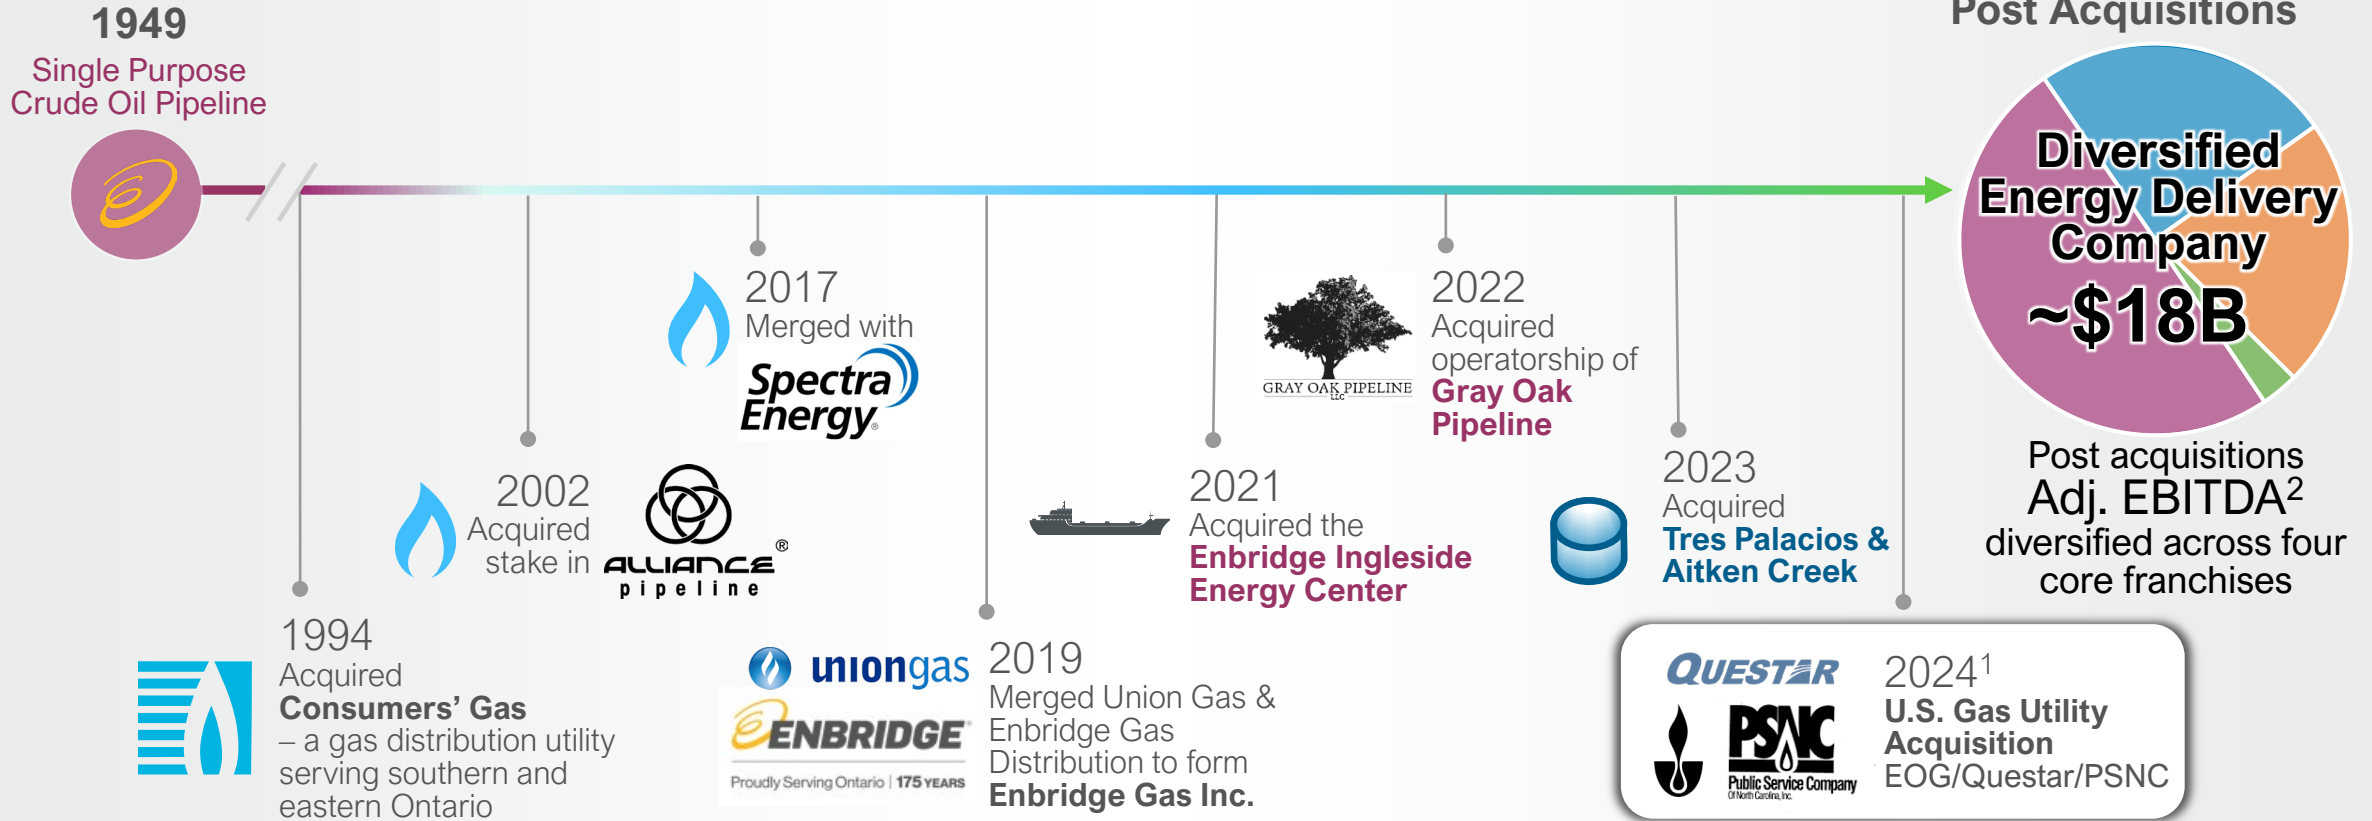 1949
Single Purpose
Crude Oil Pipeline
Post Acquisitions
Diversified
Energy Delivery
Company
~$18B
Post acquisitions
Adj. EBITDA²
diversified across four
core franchises
1994
Acquired
Consumers' Gas
– a gas distribution utility
serving southern and
eastern Ontario
2002
Acquired
stake in
ALLIANCE®
pipeline
2017
Merged with
Spectra
Energy®
uniongas
ENBRIDGE®
Proudly Serving Ontario | 175 YEARS
2019
Merged Union Gas &
Enbridge Gas
Distribution to form
Enbridge Gas Inc.
2021
Acquired the
Enbridge Ingleside
Energy Center
GRAY OAK PIPELINE
LLC
2022
Acquired
operatorship of
Gray Oak
Pipeline
2023
Acquired
Tres Palacios &
Aitken Creek
QUESTAR
PSNC
Public Service Company
Of North Carolina, Inc.
2024¹
U.S. Gas Utility
Acquisition
EOG/Questar/PSNC